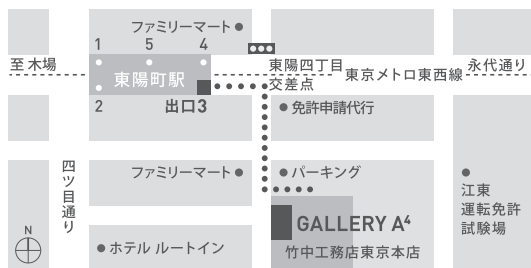 ファミリーマート
1 5 4
至 木場
東陽町駅
東陽四丁目
交差点
東京メトロ東西線
永代通り
2
出口3
免許申請代行
四ツ目通り
ファミリーマート
パーキング
江東
運転免許
試験場
GALLERY A⁴
竹中工務店東京本店
N
ホテル ルートイン